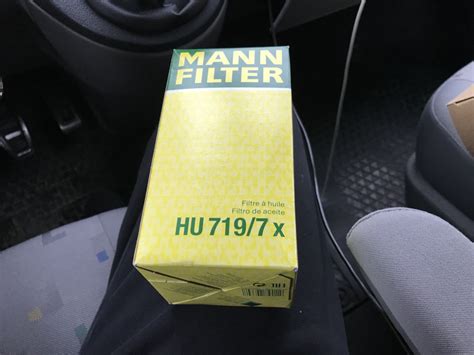 MANN
FILTER
Filtre à huile
Filtro de aceite
HU 719/7 x